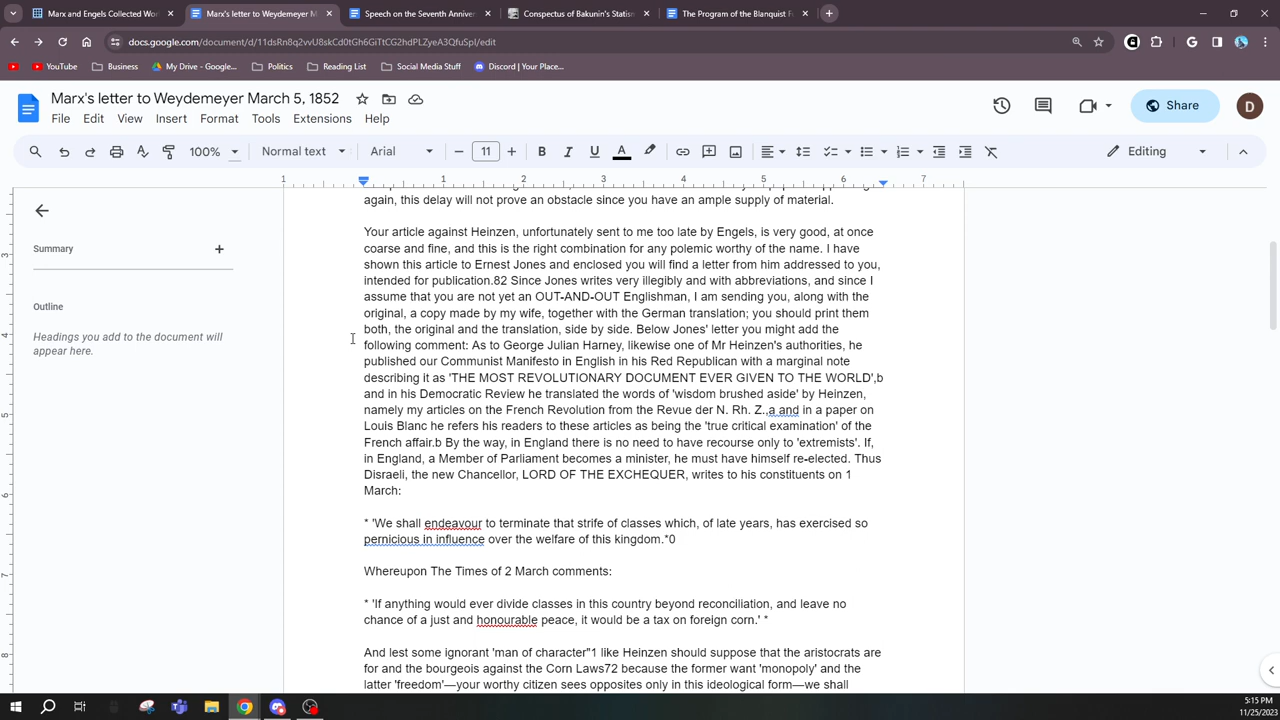 Marx and Engels Collected Wo
Marx's letter to Weydemeyer M
Speech on the Seventh Anniver
Conspectus of Bakunin's Statis
The Program of the Blanquist F
docs.google.com/document/d/11dsRn8q2vvU8skCd0tGh6GiTtCG2hdPLZyeA3QfuSpI/edit
YouTube Business My Drive - Google... Politics Reading List Social Media Stuff Discord | Your Place...
Marx's letter to Weydemeyer March 5, 1852
Share
D
File Edit View Insert Format Tools Extensions Help
100% Normal text Arial 11 Editing
1 1 2 3 4 5 6 7
again, this delay will not prove an obstacle since you have an ample supply of material.
Summary
Outline
Headings you add to the document will
appear here.
3
4
5
6
7
8
Your article against Heinzen, unfortunately sent to me too late by Engels, is very good, at once
coarse and fine, and this is the right combination for any polemic worthy of the name. I have
shown this article to Ernest Jones and enclosed you will find a letter from him addressed to you,
intended for publication.82 Since Jones writes very illegibly and with abbreviations, and since I
assume that you are not yet an OUT-AND-OUT Englishman, I am sending you, along with the
original, a copy made by my wife, together with the German translation; you should print them
both, the original and the translation, side by side. Below Jones' letter you might add the
following comment: As to George Julian Harney, likewise one of Mr Heinzen's authorities, he
published our Communist Manifesto in English in his Red Republican with a marginal note
describing it as 'THE MOST REVOLUTIONARY DOCUMENT EVER GIVEN TO THE WORLD',b
and in his Democratic Review he translated the words of 'wisdom brushed aside' by Heinzen,
namely my articles on the French Revolution from the Revue der N. Rh. Z.,a and in a paper on
Louis Blanc he refers his readers to these articles as being the 'true critical examination' of the
French affair.b By the way, in England there is no need to have recourse only to 'extremists'. If,
in England, a Member of Parliament becomes a minister, he must have himself re-elected. Thus
Disraeli, the new Chancellor, LORD OF THE EXCHEQUER, writes to his constituents on 1
March:
* 'We shall endeavour to terminate that strife of classes which, of late years, has exercised so
pernicious in influence over the welfare of this kingdom.*0
Whereupon The Times of 2 March comments:
* 'If anything would ever divide classes in this country beyond reconciliation, and leave no
chance of a just and honourable peace, it would be a tax on foreign corn.' *
And lest some ignorant 'man of character"1 like Heinzen should suppose that the aristocrats are
for and the bourgeois against the Corn Laws72 because the former want 'monopoly' and the
latter 'freedom'—your worthy citizen sees opposites only in this ideological form—we shall
5:15 PM
11/25/2023